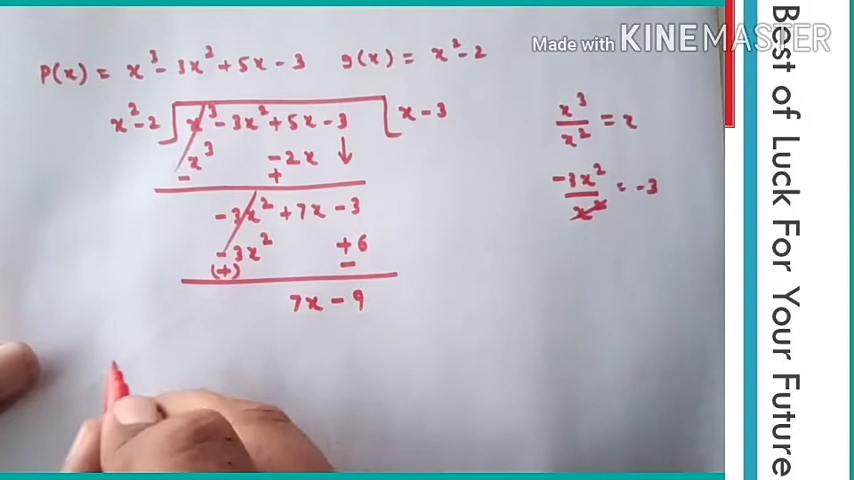 P(x) = x³ - 3x² + 5x - 3 g(x) = x² - 2
Made with KINEMASTER
x² - 2 x³ - 3x² + 5x - 3 x - 3
x³ - 2x ↓
- +
-3x² + 7x - 3
-3x² + 6
(+) -
7x - 9
x³/x² = x
-3x²/x² = -3
Best of Luck For Your Future